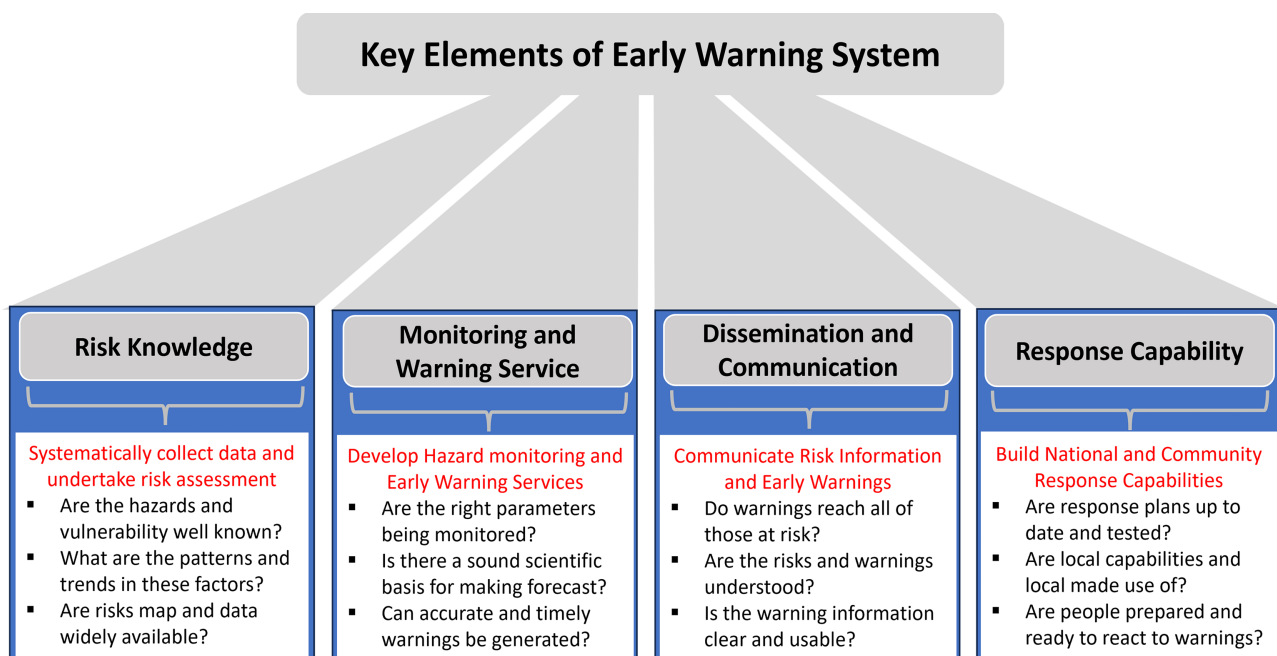 Key Elements of Early Warning System
Risk Knowledge
Systematically collect data and
undertake risk assessment
▪ Are the hazards and
vulnerability well known?
▪ What are the patterns and
trends in these factors?
▪ Are risks map and data
widely available?
Monitoring and
Warning Service
Develop Hazard monitoring and
Early Warning Services
▪ Are the right parameters
being monitored?
▪ Is there a sound scientific
basis for making forecast?
▪ Can accurate and timely
warnings be generated?
Dissemination and
Communication
Communicate Risk Information
and Early Warnings
▪ Do warnings reach all of
those at risk?
▪ Are the risks and warnings
understood?
▪ Is the warning information
clear and usable?
Response Capability
Build National and Community
Response Capabilities
▪ Are response plans up to
date and tested?
▪ Are local capabilities and
local made use of?
▪ Are people prepared and
ready to react to warnings?